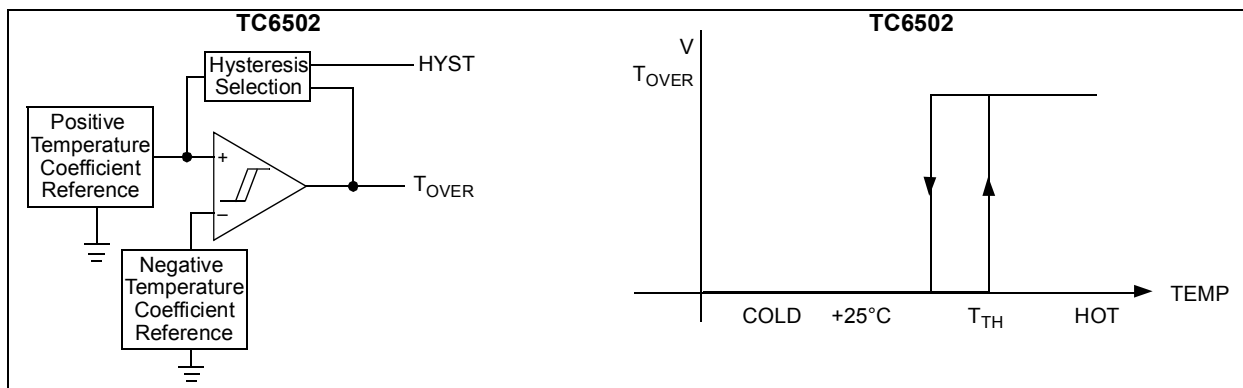 TC6502
Hysteresis
Selection
HYST
Positive
Temperature
Coefficient
Reference
+
−
TOVER
Negative
Temperature
Coefficient
Reference
TC6502
V
TOVER
COLD +25°C TTH HOT
TEMP